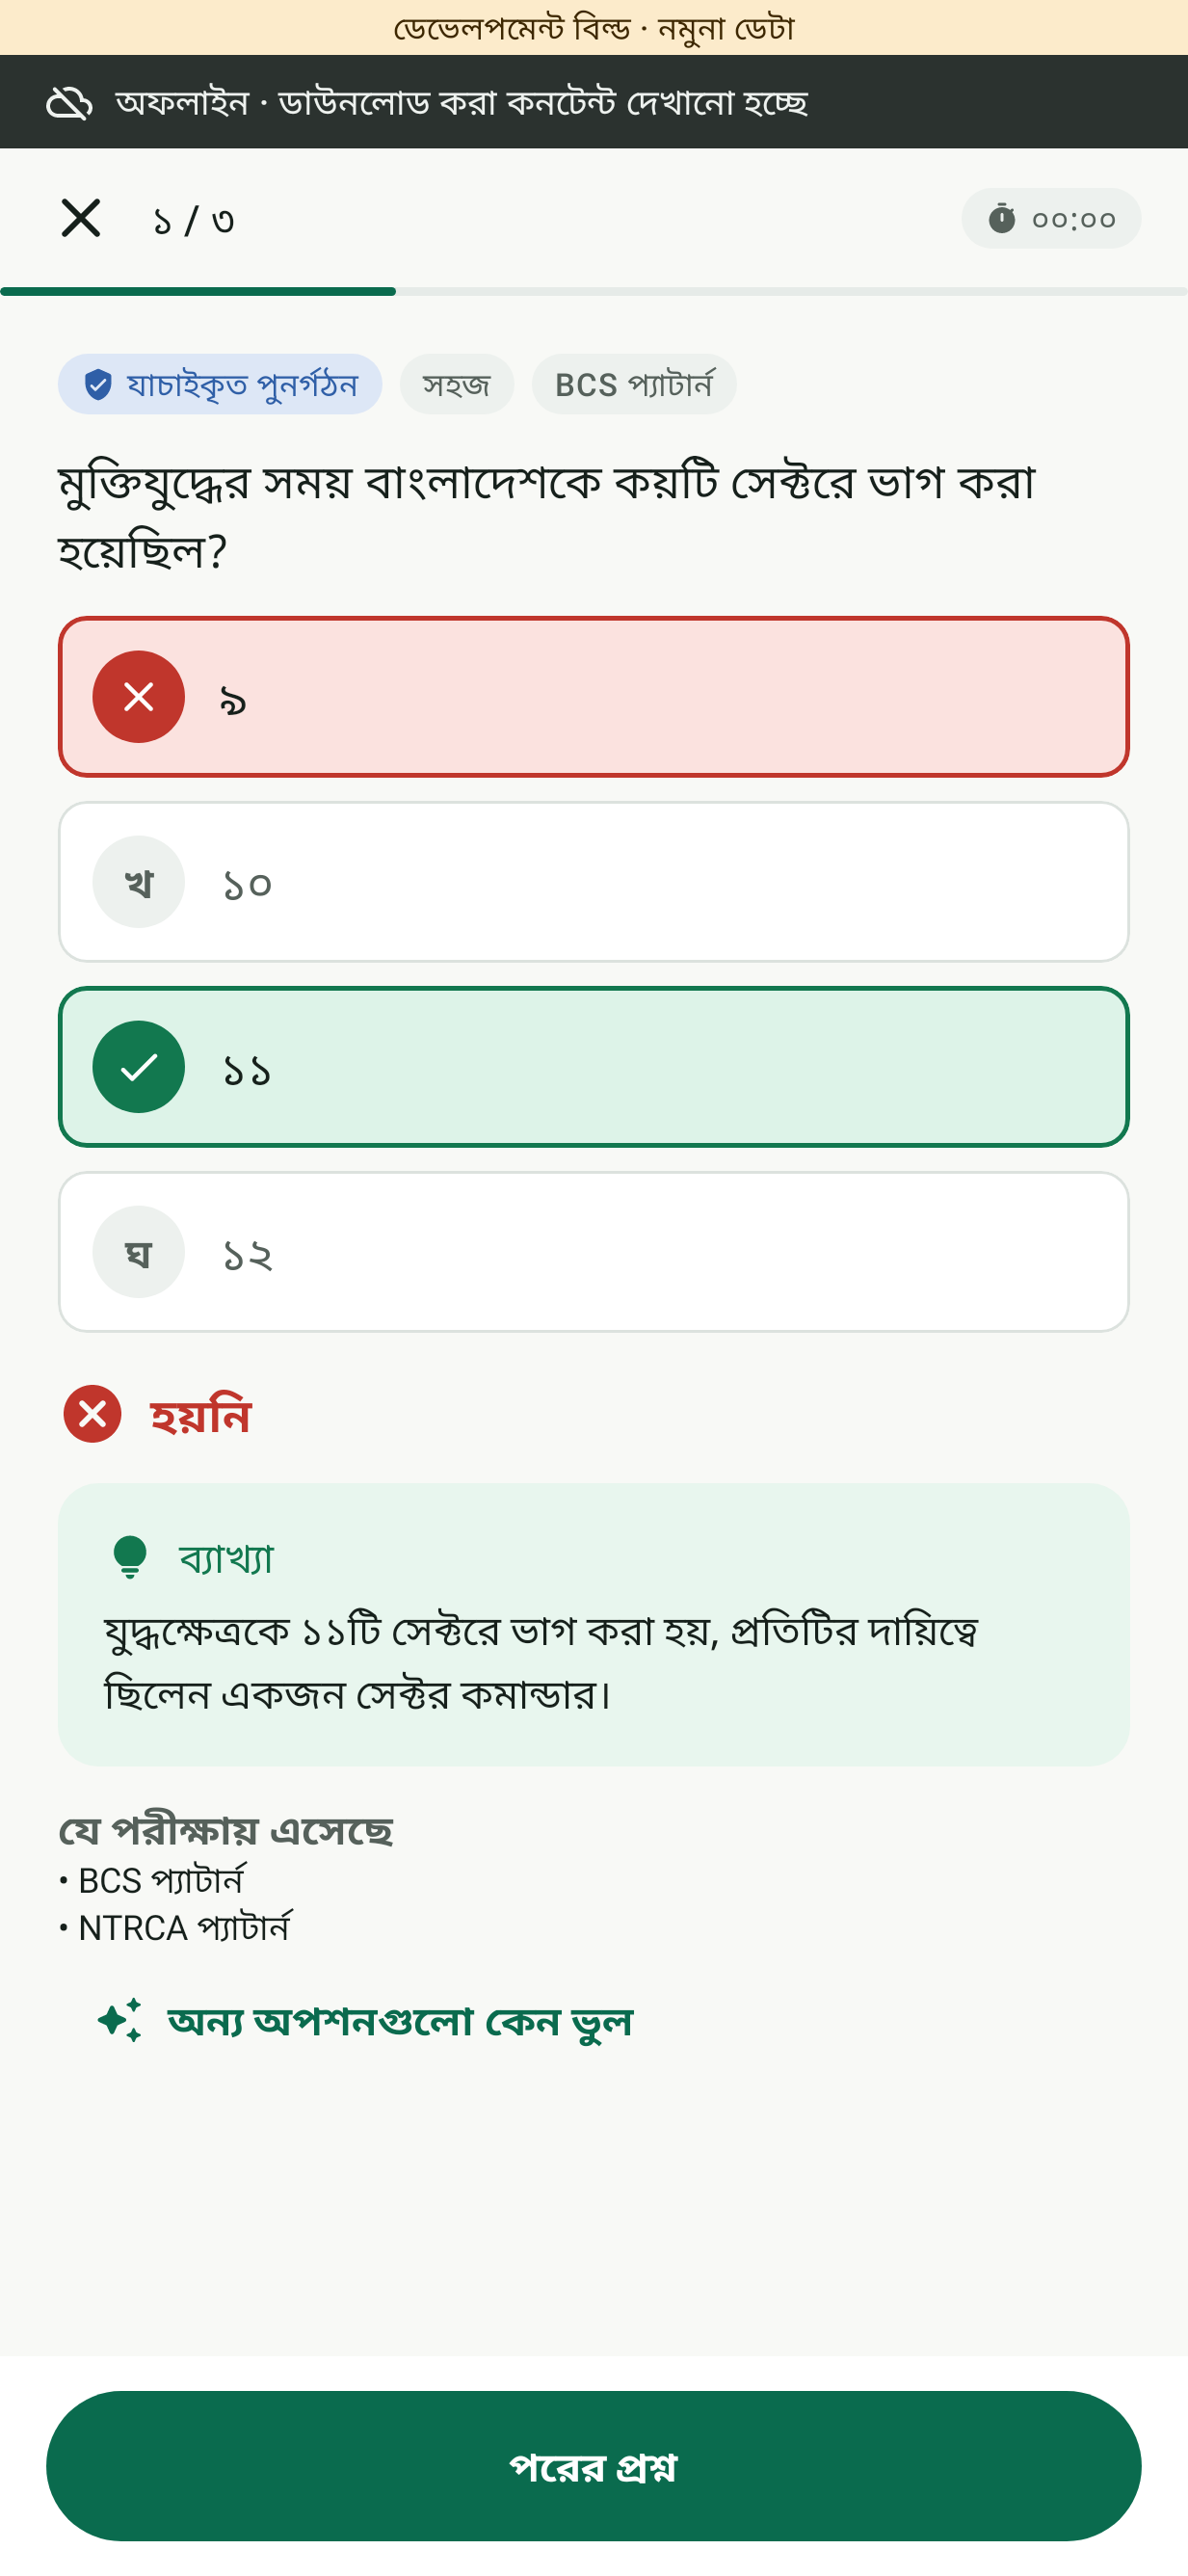 ডেভেলপমেন্ট বিল্ড · নমুনা ডেটা
অফলাইন · ডাউনলোড করা কনটেন্ট দেখানো হচ্ছে
১ / ৩
০০:০০
যাচাইকৃত পুনর্গঠন
সহজ
BCS প্যাটার্ন
মুক্তিযুদ্ধের সময় বাংলাদেশকে কয়টি সেক্টরে ভাগ করা
হয়েছিল?
৯
খ ১০
১১
ঘ ১২
হয়নি
ব্যাখ্যা
যুদ্ধক্ষেত্রকে ১১টি সেক্টরে ভাগ করা হয়, প্রতিটির দায়িত্বে
ছিলেন একজন সেক্টর কমান্ডার।
যে পরীক্ষায় এসেছে
• BCS প্যাটার্ন
• NTRCA প্যাটার্ন
অন্য অপশনগুলো কেন ভুল
পরের প্রশ্ন